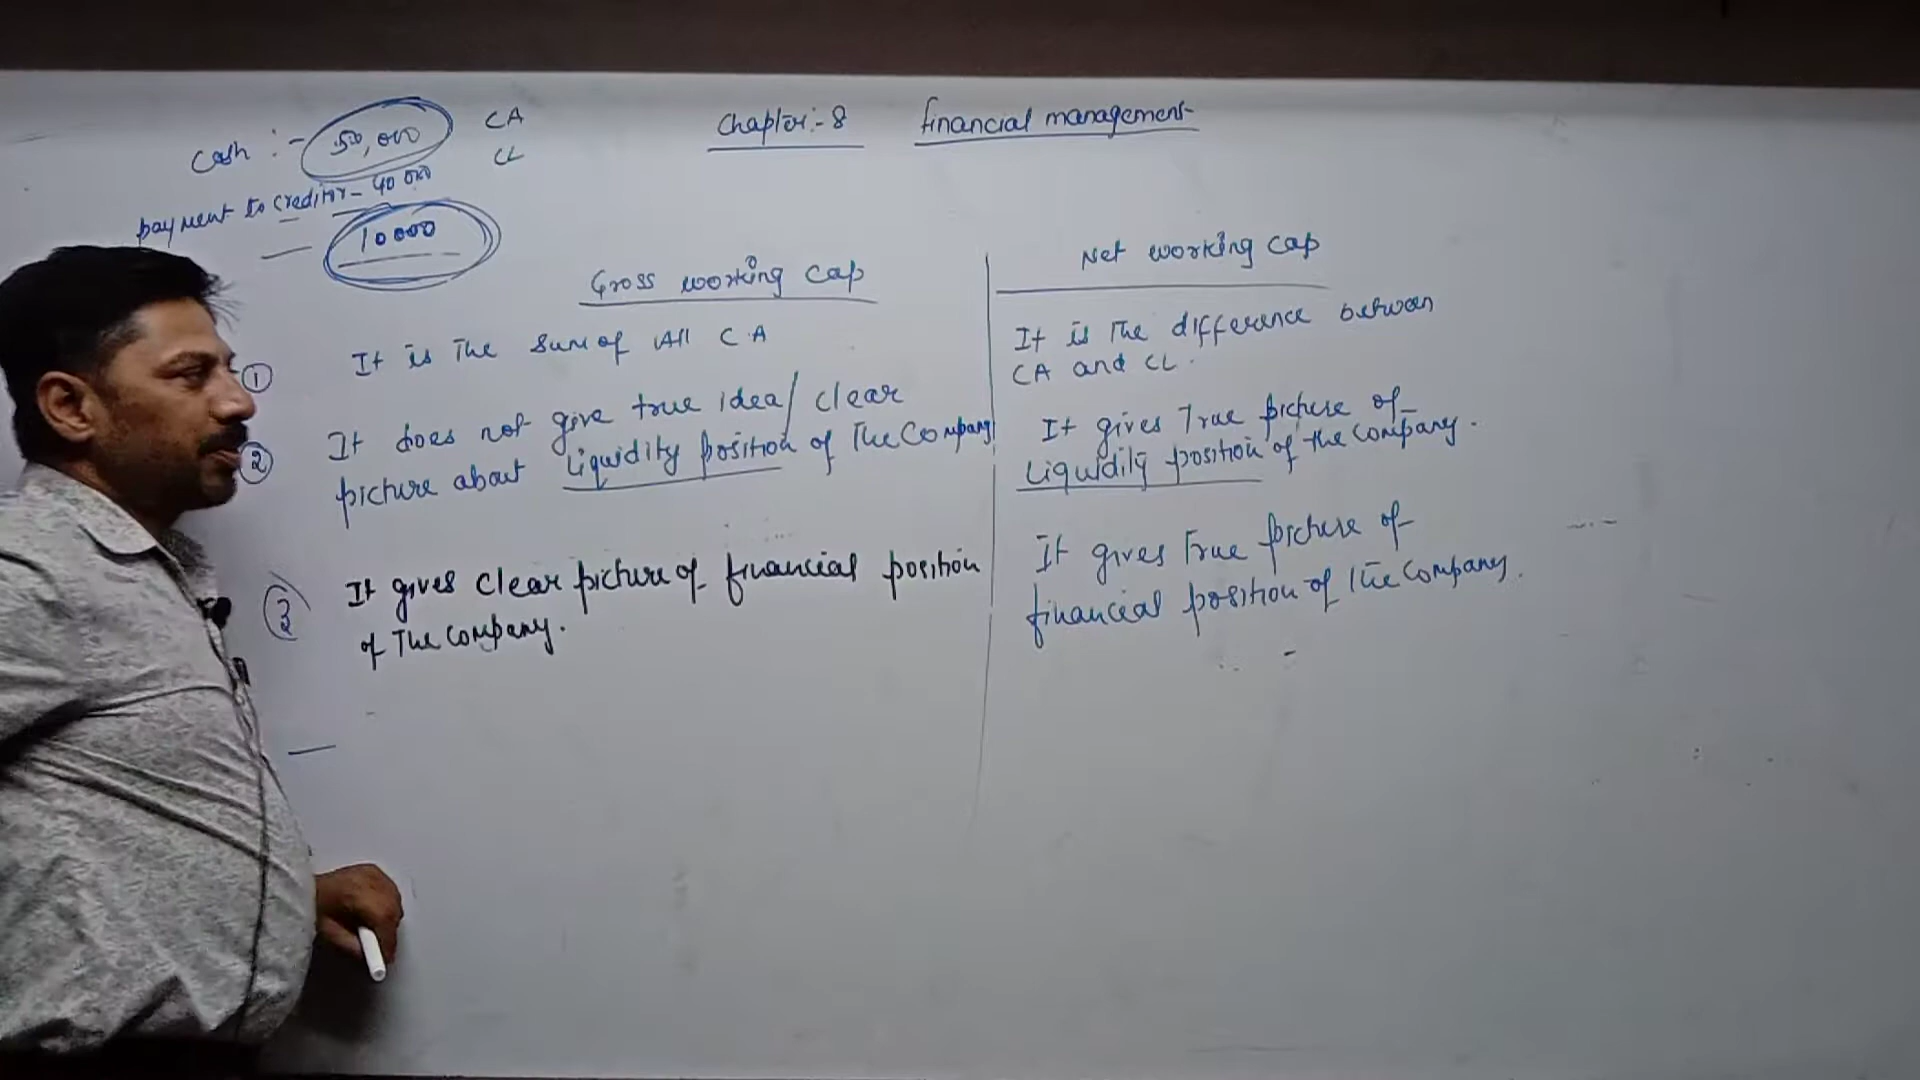 Chapter:- 8 financial management
Cash :- 50,000 CA
CL
payment to creditor - 40 000
10000
Gross working cap
① It is The sum of All C A
② It does not give true idea/clear
picture about Liquidity position of The Company
③ It gives clear picture of financial position
of The company.
Net working cap
It is The difference between
CA and CL.
It gives True picture of
Liquidity position of the company.
It gives True picture of
financial position of The company.